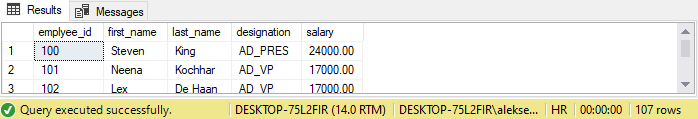 Results Messages
emplyee_id first_name last_name designation salary
1 100 Steven King AD_PRES 24000.00
2 101 Neena Kochhar AD_VP 17000.00
3 102 Lex De Haan AD_VP 17000.00
Query executed successfully. DESKTOP-75L2FIR (14.0 RTM) DESKTOP-75L2FIR\alekse... HR 00:00:00 107 rows